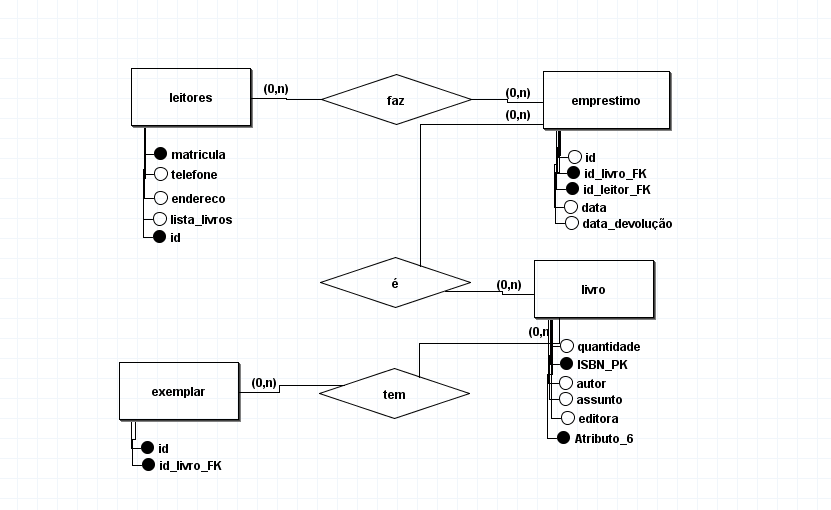 leitores
(0,n)
faz
(0,n)
emprestimo
(0,n)
matricula
telefone
endereco
lista_livros
id
id
id_livro_FK
id_leitor_FK
data
data_devolução
é
(0,n)
livro
(0,n
quantidade
ISBN_PK
autor
assunto
editora
Atributo_6
exemplar
(0,n)
tem
id
id_livro_FK